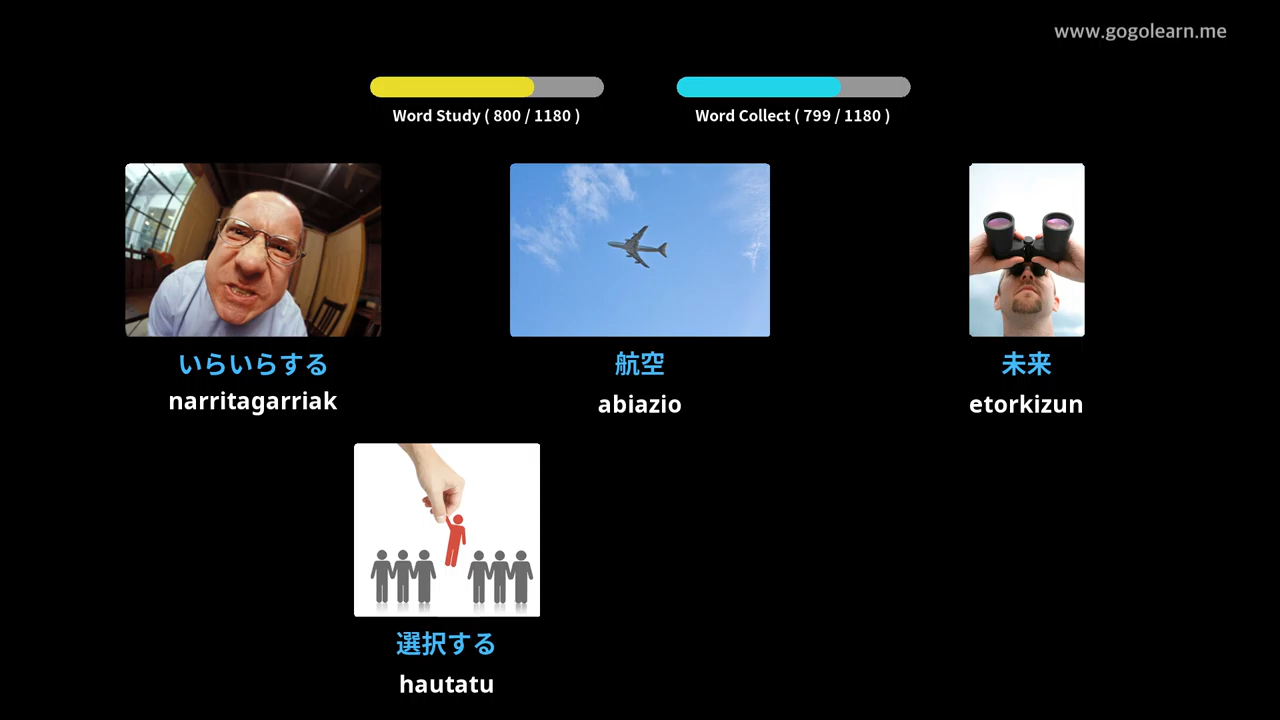 www.gogolearn.me
Word Study ( 800 / 1180 )
Word Collect ( 799 / 1180 )
いらいらする
narritagarriak
航空
abiazio
未来
etorkizun
選択する
hautatu